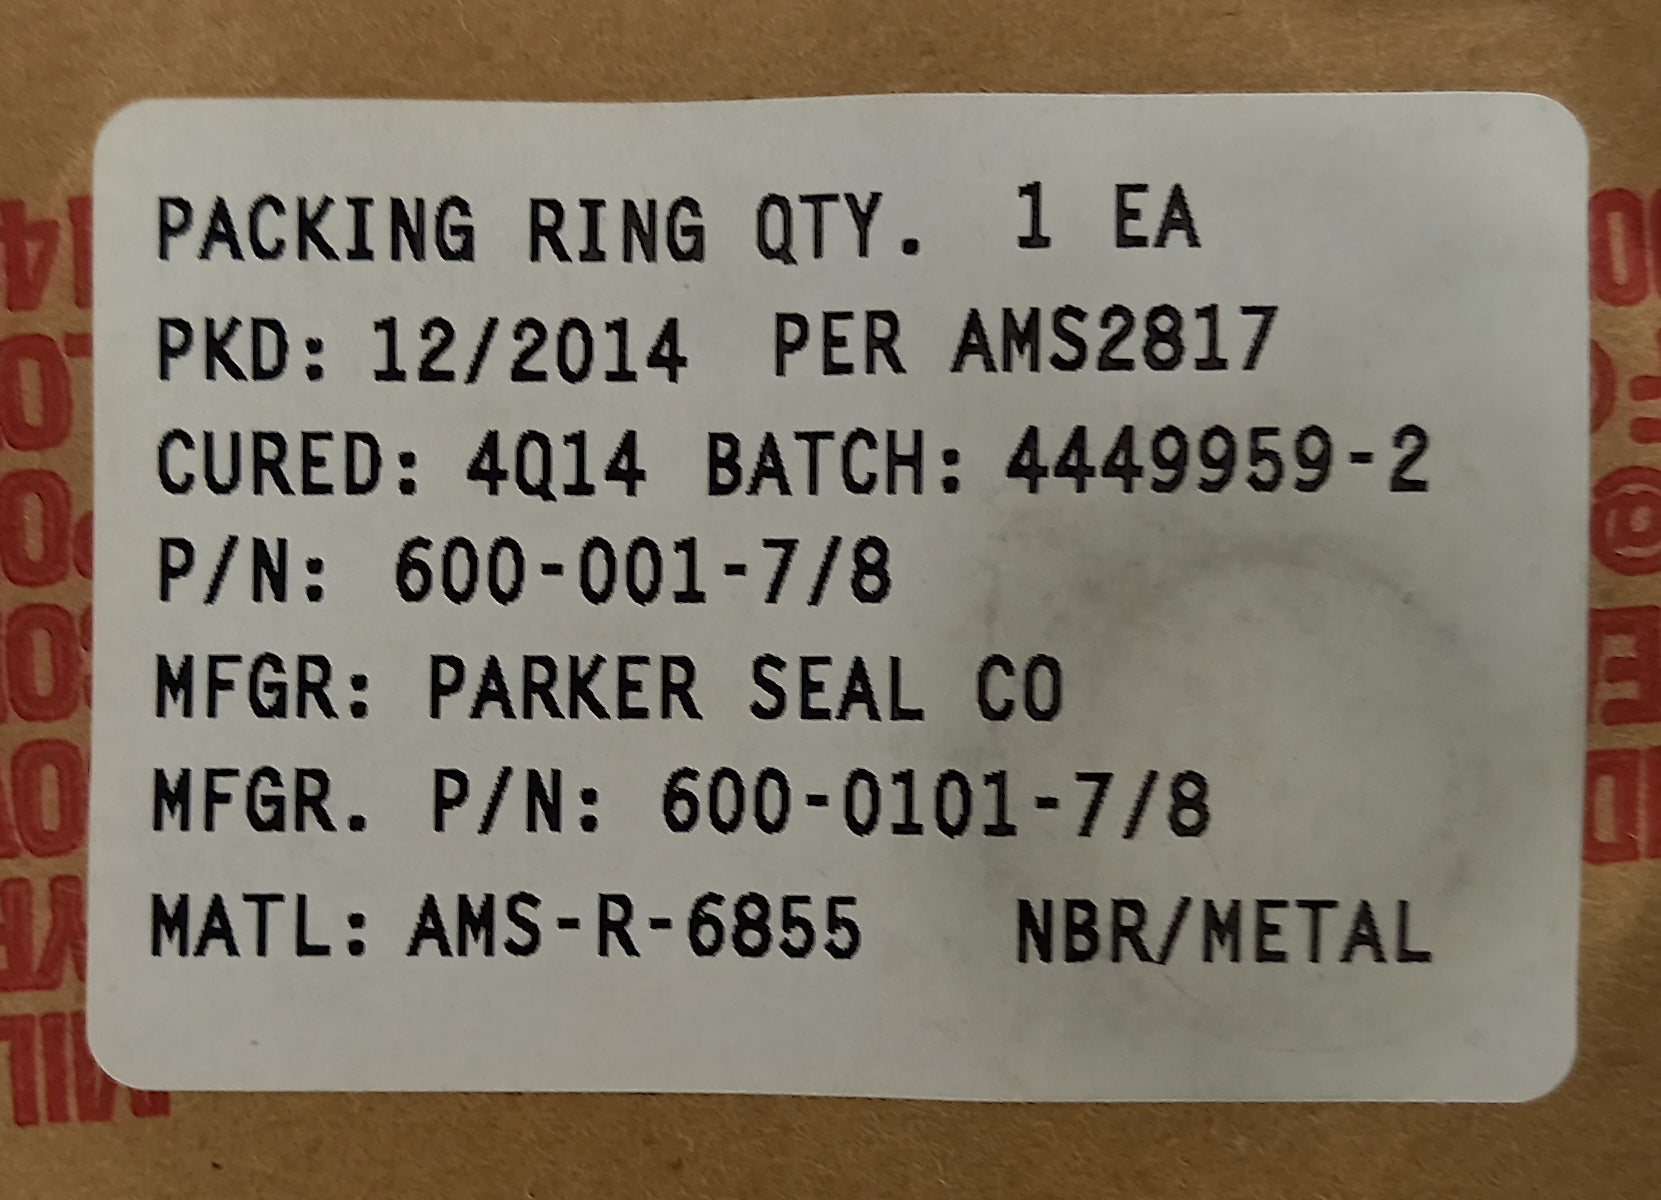 PACKING RING QTY. 1 EA
PKD: 12/2014 PER AMS2817
CURED: 4Q14 BATCH: 4449959-2
P/N: 600-001-7/8
MFGR: PARKER SEAL CO
MFGR. P/N: 600-0101-7/8
MATL: AMS-R-6855 NBR/METAL